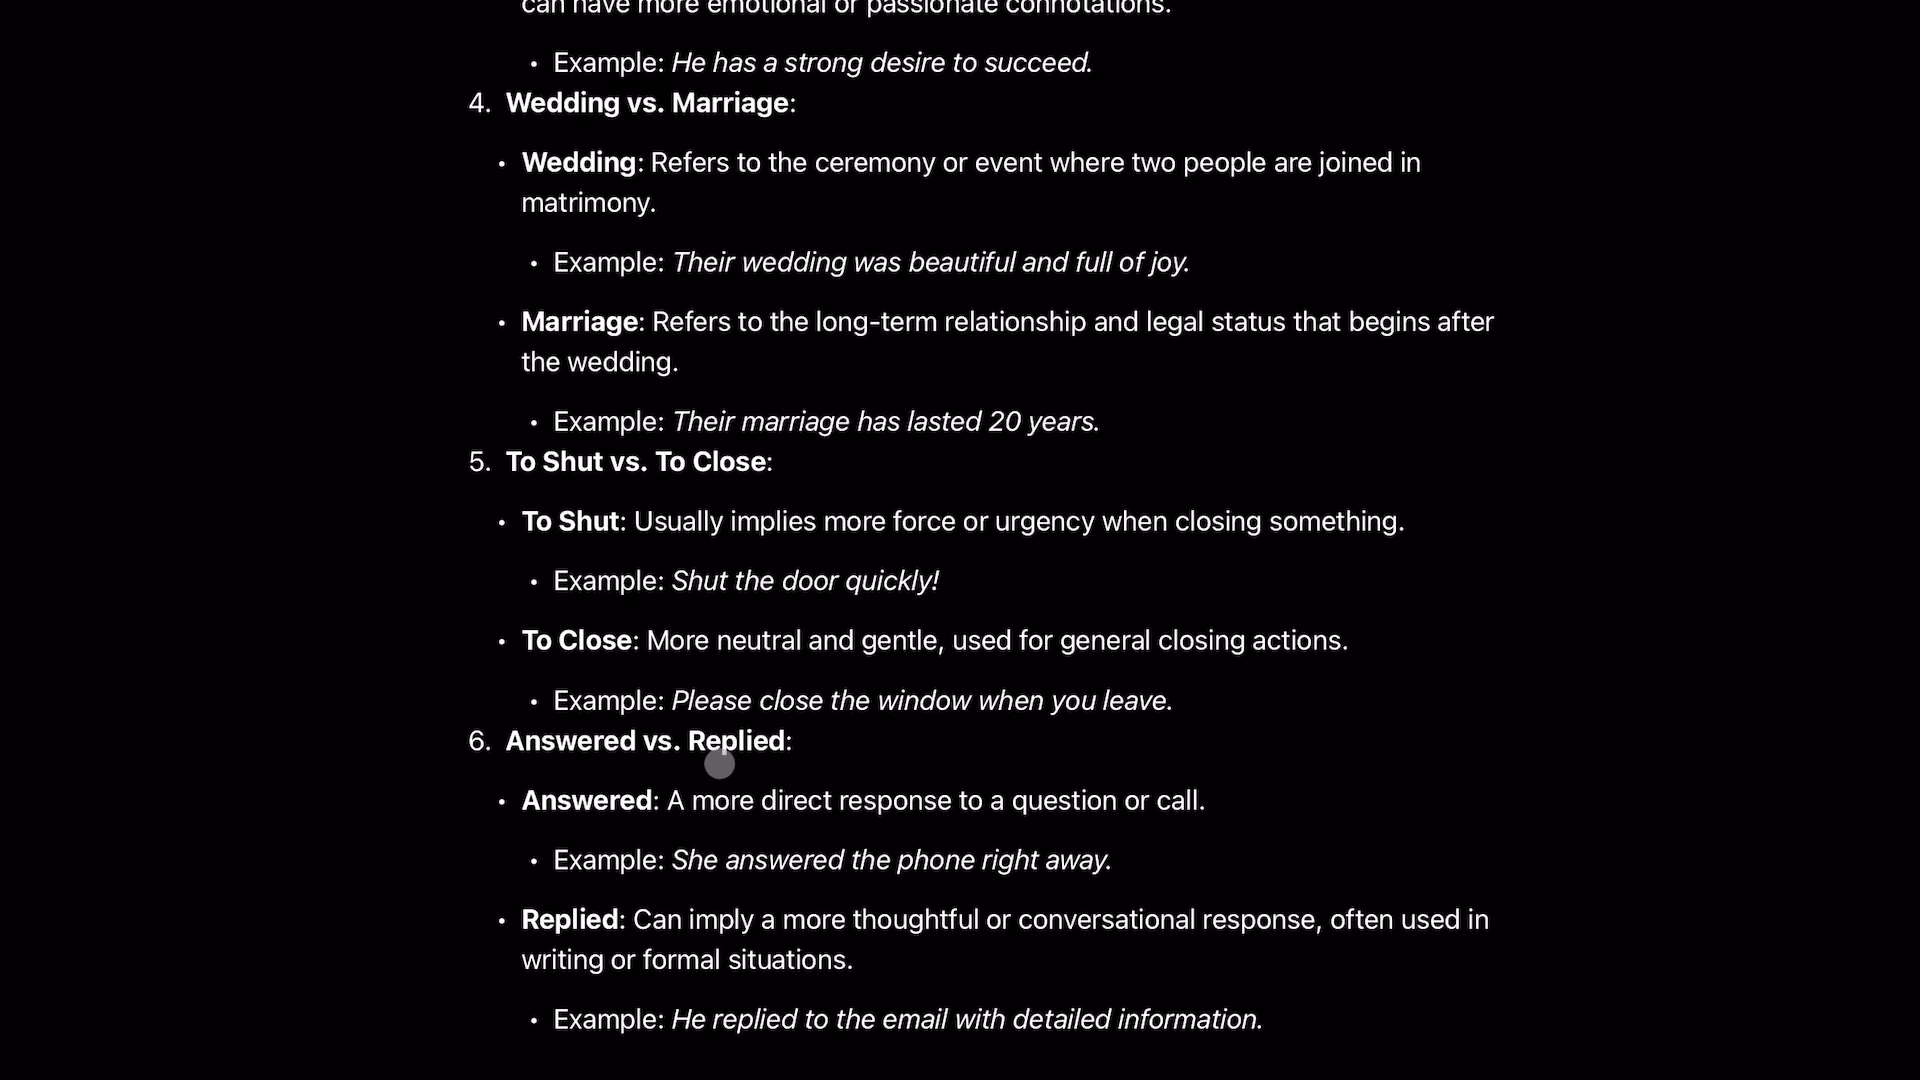 can have more emotional or passionate connotations.
• Example: He has a strong desire to succeed.
4. Wedding vs. Marriage:
• Wedding: Refers to the ceremony or event where two people are joined in
matrimony.
• Example: Their wedding was beautiful and full of joy.
• Marriage: Refers to the long-term relationship and legal status that begins after
the wedding.
• Example: Their marriage has lasted 20 years.
5. To Shut vs. To Close:
• To Shut: Usually implies more force or urgency when closing something.
• Example: Shut the door quickly!
• To Close: More neutral and gentle, used for general closing actions.
• Example: Please close the window when you leave.
6. Answered vs. Replied:
• Answered: A more direct response to a question or call.
• Example: She answered the phone right away.
• Replied: Can imply a more thoughtful or conversational response, often used in
writing or formal situations.
• Example: He replied to the email with detailed information.